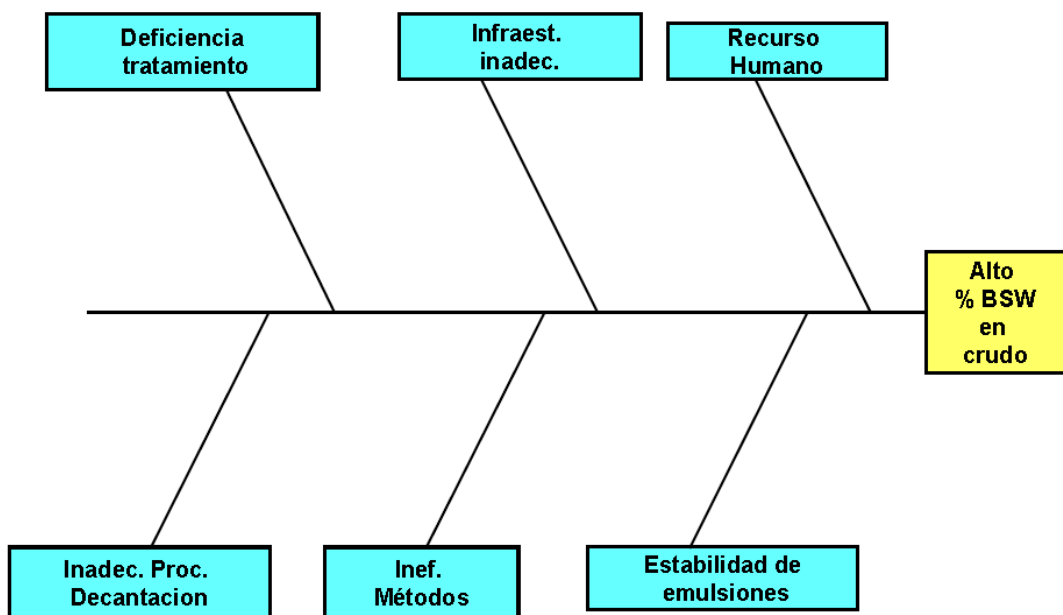 Deficiencia
tratamiento
Infraest.
inadec.
Recurso
Humano
Alto
% BSW
en
crudo
Inadec. Proc.
Decantacion
Inef.
Métodos
Estabilidad de
emulsiones